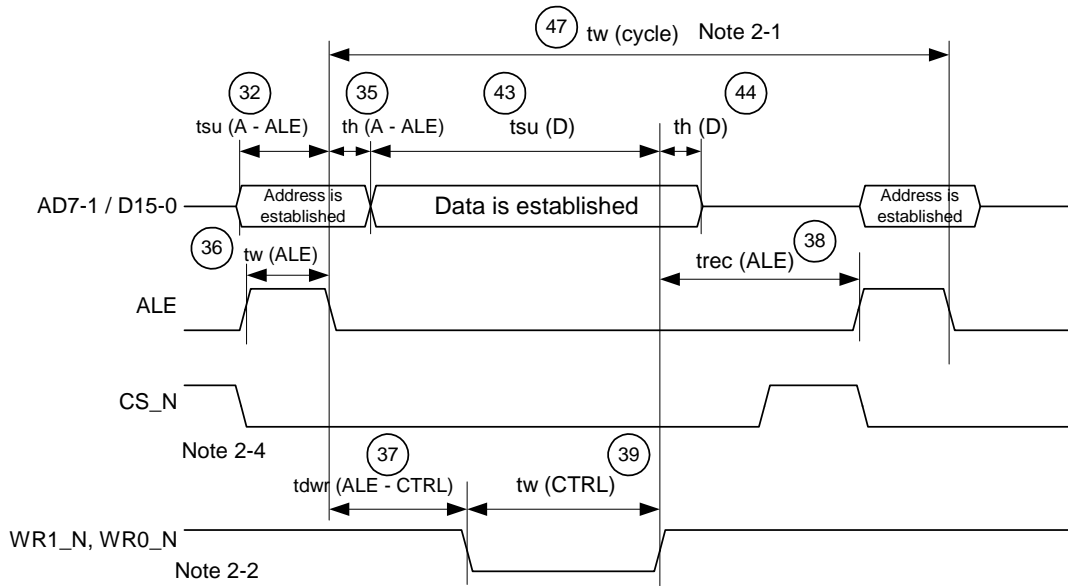 47 tw (cycle) Note 2-1
32 35 43 44
tsu (A - ALE) th (A - ALE) tsu (D) th (D)
AD7-1 / D15-0 Address is established Data is established Address is established
36 tw (ALE) trec (ALE) 38
ALE
CS_N
Note 2-4
37 39
tdwr (ALE - CTRL) tw (CTRL)
WR1_N, WR0_N
Note 2-2